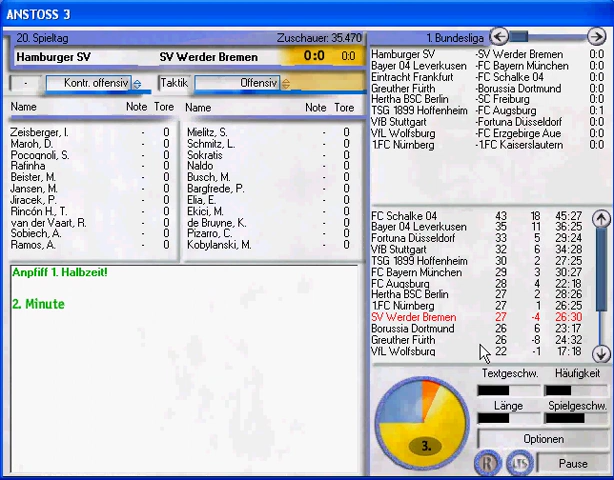 ANSTOSS 3
20. Spieltag Zuschauer: 35.470
Hamburger SV SV Werder Bremen 0:0 0:0
- Kontr. offensiv Taktik Offensiv
Name Note Tore Name Note Tore
Zeisberger, I. - 0 Mielitz, S. - 0
Maroh, D. - 0 Schmitz, L. - 0
Pocognoli, S. - 0 Sokratis - 0
Rafinha - 0 Naldo - 0
Beister, M. - 0 Busch, M. - 0
Jansen, M. - 0 Bargfrede, P. - 0
Jiracek, P. - 0 Elia, E. - 0
Rincón H., T. - 0 Ekici, M. - 0
van der Vaart, R. - 0 de Bruyne, K. - 0
Sobiech, A. - 0 Pizarro, C. - 0
Ramos, A. - 0 Kobylanski, M. - 0
Anpfiff 1. Halbzeit!
2. Minute
1. Bundesliga
Hamburger SV -SV Werder Bremen 0:0
Bayer 04 Leverkusen -FC Bayern München 0:0
Eintracht Frankfurt -FC Schalke 04 0:0
Greuther Fürth -Borussia Dortmund 0:0
Hertha BSC Berlin -SC Freiburg 0:0
TSG 1899 Hoffenheim -FC Augsburg 0:1
VfB Stuttgart -Fortuna Düsseldorf 0:0
VfL Wolfsburg -FC Erzgebirge Aue 0:0
1.FC Nürnberg -1.FC Kaiserslautern 0:0
FC Schalke 04 43 18 45:27
Bayer 04 Leverkusen 35 11 36:25
Fortuna Düsseldorf 33 5 29:24
VfB Stuttgart 32 6 34:28
TSG 1899 Hoffenheim 30 2 27:25
FC Bayern München 29 3 30:27
FC Augsburg 28 4 22:18
Hertha BSC Berlin 27 2 28:26
1.FC Nürnberg 27 1 26:25
SV Werder Bremen 27 -4 26:30
Borussia Dortmund 26 6 23:17
Greuther Fürth 26 -8 24:32
VfL Wolfsburg 22 -1 17:18
Textgeschw. Häufigkeit
Länge Spielgeschw.
3.
Optionen
R LTS Pause